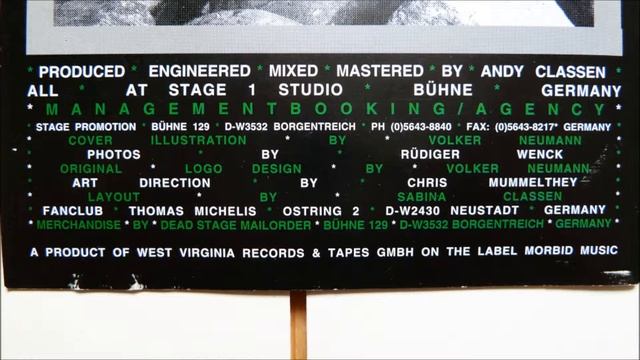 * PRODUCED * ENGINEERED * MIXED * MASTERED * BY * ANDY CLASSEN *
ALL * AT STAGE 1 STUDIO * BÜHNE * GERMANY
* MANAGEMENTBOOKING/AGENCY *
STAGE PROMOTION * BÜHNE 129 * D-W3532 BORGENTREICH * PH (0)5643-8840 * FAX: (0)5643-8217* GERMANY *
COVER ILLUSTRATION * BY * VOLKER NEUMANN
PHOTOS * BY * RÜDIGER WENCK
ORIGINAL * LOGO DESIGN * BY * VOLKER NEUMANN
ART DIRECTION * BY * CHRIS MUMMELTHEY
LAYOUT * BY * SABINA CLASSEN
FANCLUB * THOMAS MICHELIS * OSTRING 2 * D-W2430 NEUSTADT * GERMANY
* MERCHANDISE * BY * DEAD STAGE MAILORDER * BÜHNE 129 * D-W3532 BORGENTREICH * GERMANY *
A PRODUCT OF WEST VIRGINIA RECORDS & TAPES GMBH ON THE LABEL MORBID MUSIC